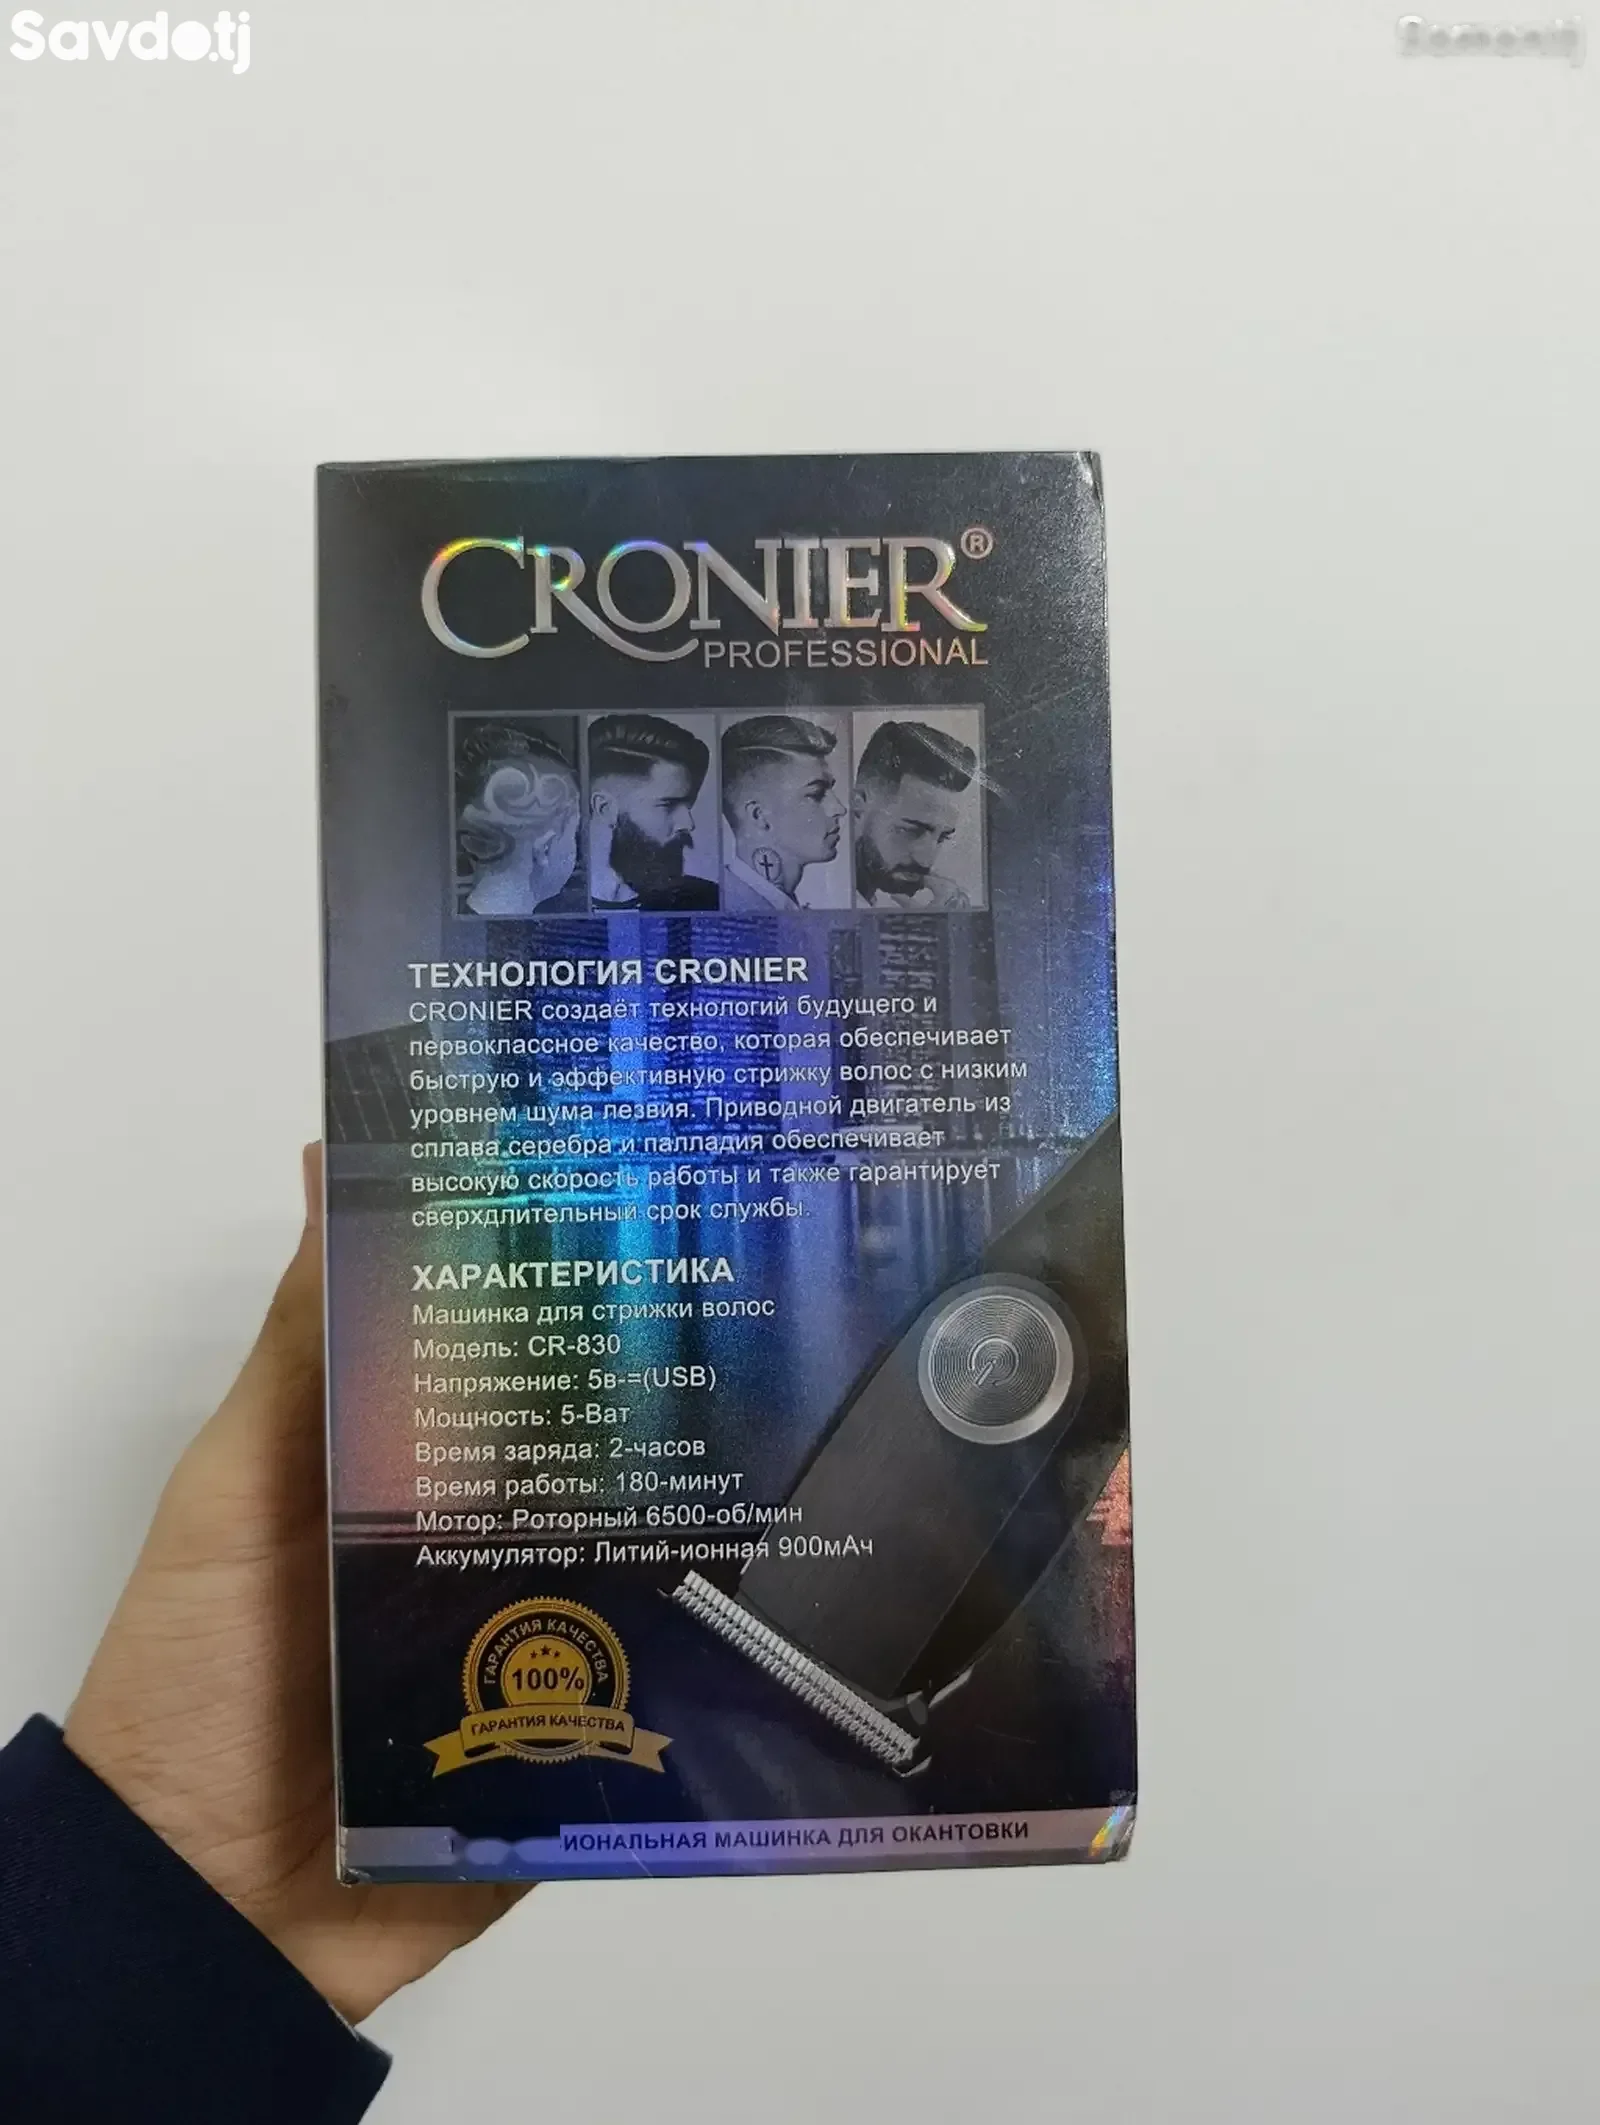 Savdo.tj
CRONIER®
PROFESSIONAL
ТЕХНОЛОГИЯ CRONIER
CRONIER создаёт технологий будущего и
первоклассное качество, которая обеспечивает
быструю и эффективную стрижку волос с низким
уровнем шума лезвия. Приводной двигатель из
сплава серебра и палладия обеспечивает
высокую скорость работы и также гарантирует
сверхдлительный срок службы.
ХАРАКТЕРИСТИКА
Машинка для стрижки волос
Модель: CR-830
Напряжение: 5в-=(USB)
Мощность: 5-Ват
Время заряда: 2-часов
Время работы: 180-минут
Мотор: Роторный 6500-об/мин
Аккумулятор: Литий-ионная 900мАч
ГАРАНТИЯ КАЧЕСТВА
100%
ГАРАНТИЯ КАЧЕСТВА
МАШИНКА ДЛЯ ОКАНТОВКИ